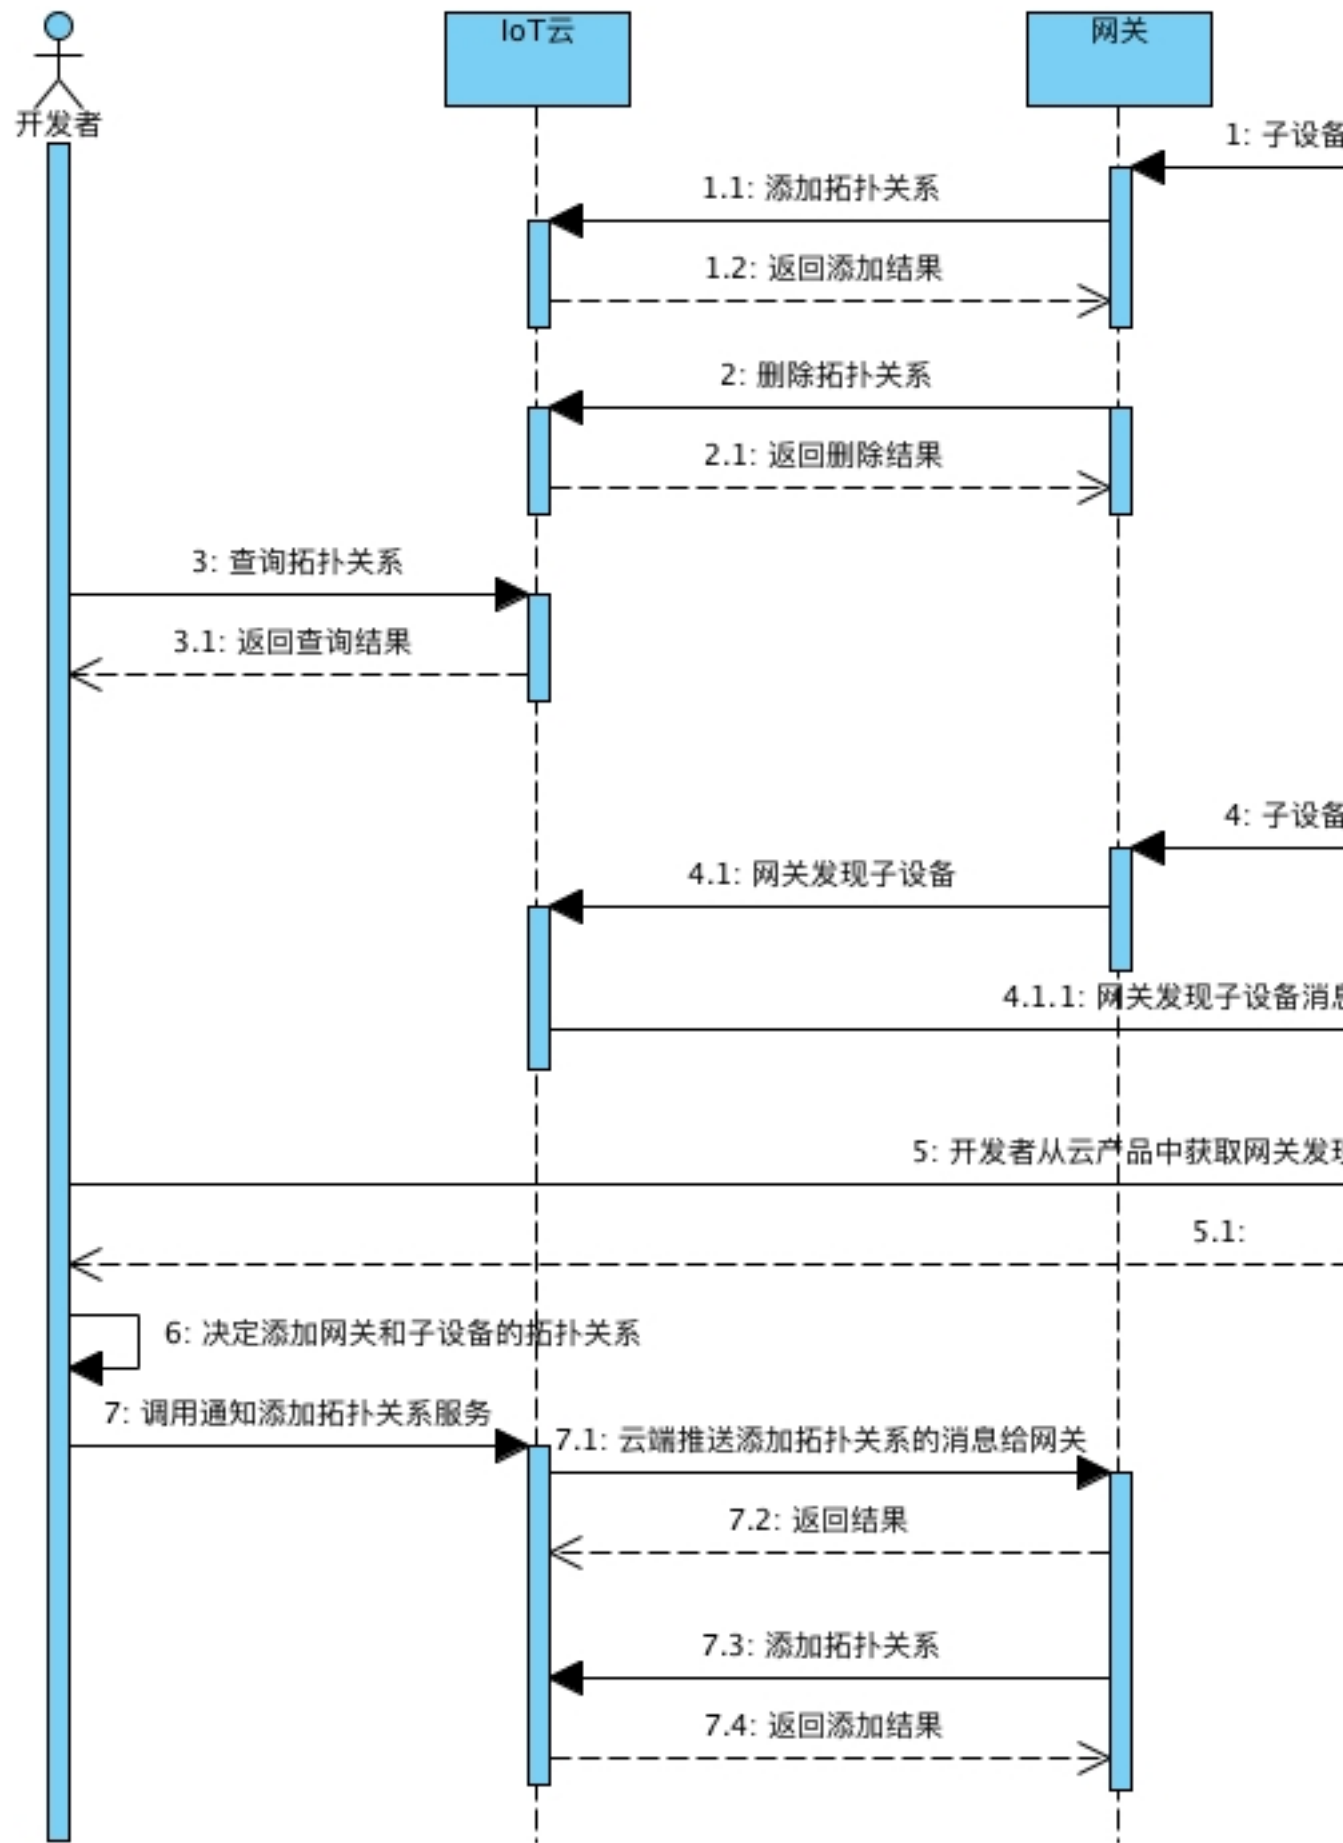 IoT云
网关
开发者
1: 子设备
1.1: 添加拓扑关系
1.2: 返回添加结果
2: 删除拓扑关系
2.1: 返回删除结果
3: 查询拓扑关系
3.1: 返回查询结果
4: 子设备
4.1: 网关发现子设备
4.1.1: 网关发现子设备消息
5: 开发者从云产品中获取网关发现
5.1:
6: 决定添加网关和子设备的拓扑关系
7: 调用通知添加拓扑关系服务
7.1: 云端推送添加拓扑关系的消息给网关
7.2: 返回结果
7.3: 添加拓扑关系
7.4: 返回添加结果